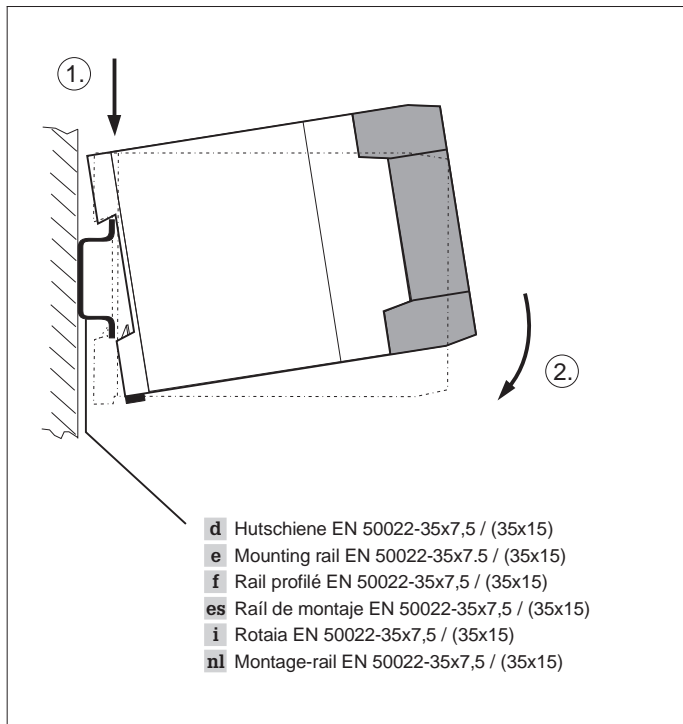 1.
2.
d Hutschiene EN 50022-35x7,5 / (35x15)
e Mounting rail EN 50022-35x7.5 / (35x15)
f Rail profilé EN 50022-35x7,5 / (35x15)
es Raíl de montaje EN 50022-35x7,5 / (35x15)
i Rotaia EN 50022-35x7,5 / (35x15)
nl Montage-rail EN 50022-35x7,5 / (35x15)